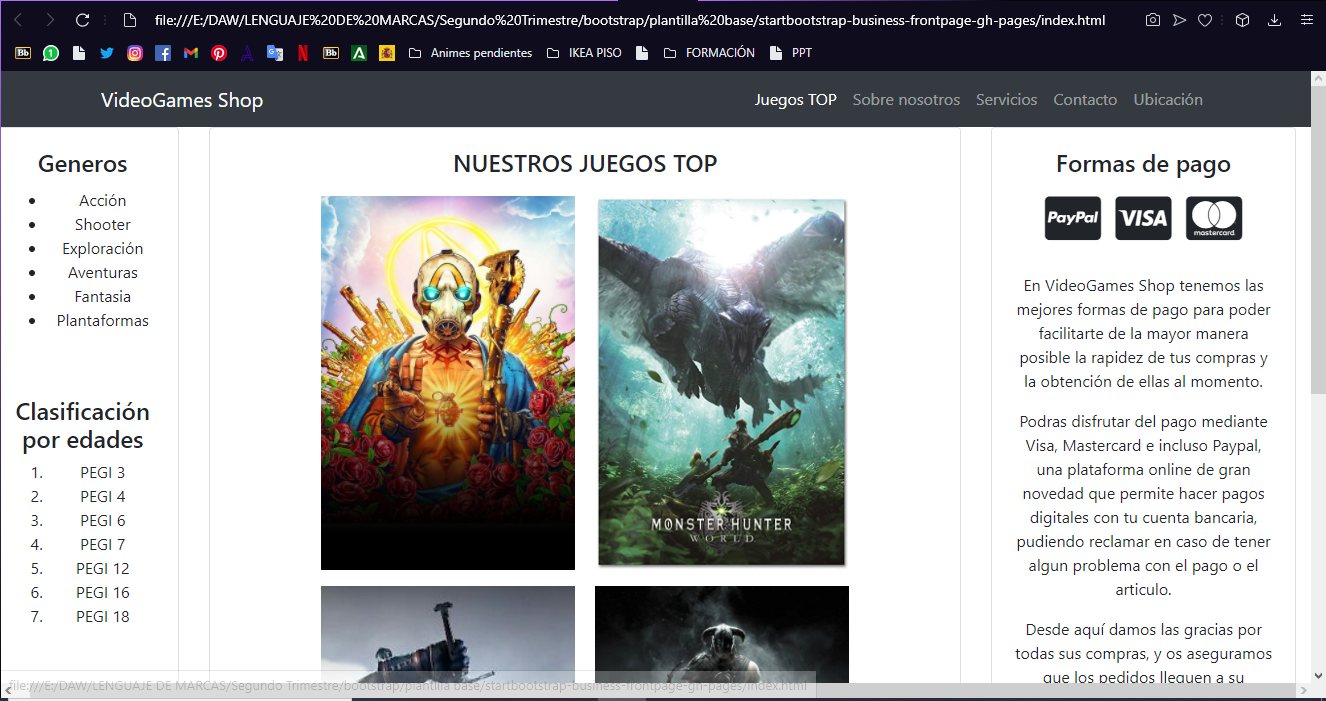 file:///E:/DAW/LENGUAJE%20DE%20MARCAS/Segundo%20Trimestre/bootstrap/plantilla%20base/startbootstrap-business-frontpage-gh-pages/index.html
Bb 1 Bb A Animes pendientes IKEA PISO FORMACIÓN PPT
VideoGames Shop
Juegos TOP Sobre nosotros Servicios Contacto Ubicación
Generos
Acción
Shooter
Exploración
Aventuras
Fantasia
Plantaformas
Clasificación
por edades
1. PEGI 3
2. PEGI 4
3. PEGI 6
4. PEGI 7
5. PEGI 12
6. PEGI 16
7. PEGI 18
NUESTROS JUEGOS TOP
MONSTER HUNTER
WORLD
Formas de pago
PayPal VISA mastercard
En VideoGames Shop tenemos las
mejores formas de pago para poder
facilitarte de la mayor manera
posible la rapidez de tus compras y
la obtención de ellas al momento.
Podras disfrutar del pago mediante
Visa, Mastercard e incluso Paypal,
una plataforma online de gran
novedad que permite hacer pagos
digitales con tu cuenta bancaria,
pudiendo reclamar en caso de tener
algun problema con el pago o el
articulo.
Desde aquí damos las gracias por
todas sus compras, y os aseguramos
que los pedidos lleguen a su
file:///E:/DAW/LENGUAJE DE MARCAS/Segundo Trimestre/bootstrap/plantilla base/startbootstrap-business-frontpage-gh-pages/index.html